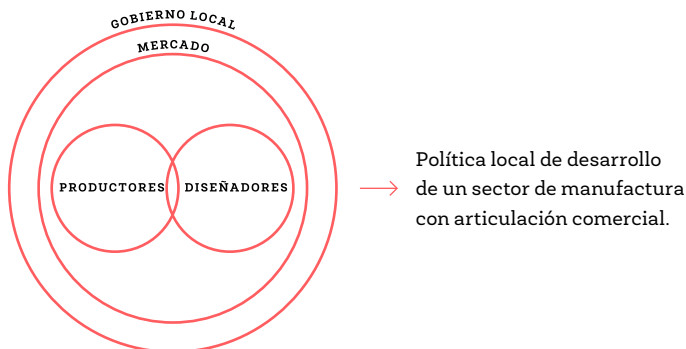 GOBIERNO LOCAL
MERCADO
PRODUCTORES
DISEÑADORES
Política local de desarrollo
de un sector de manufactura
con articulación comercial.